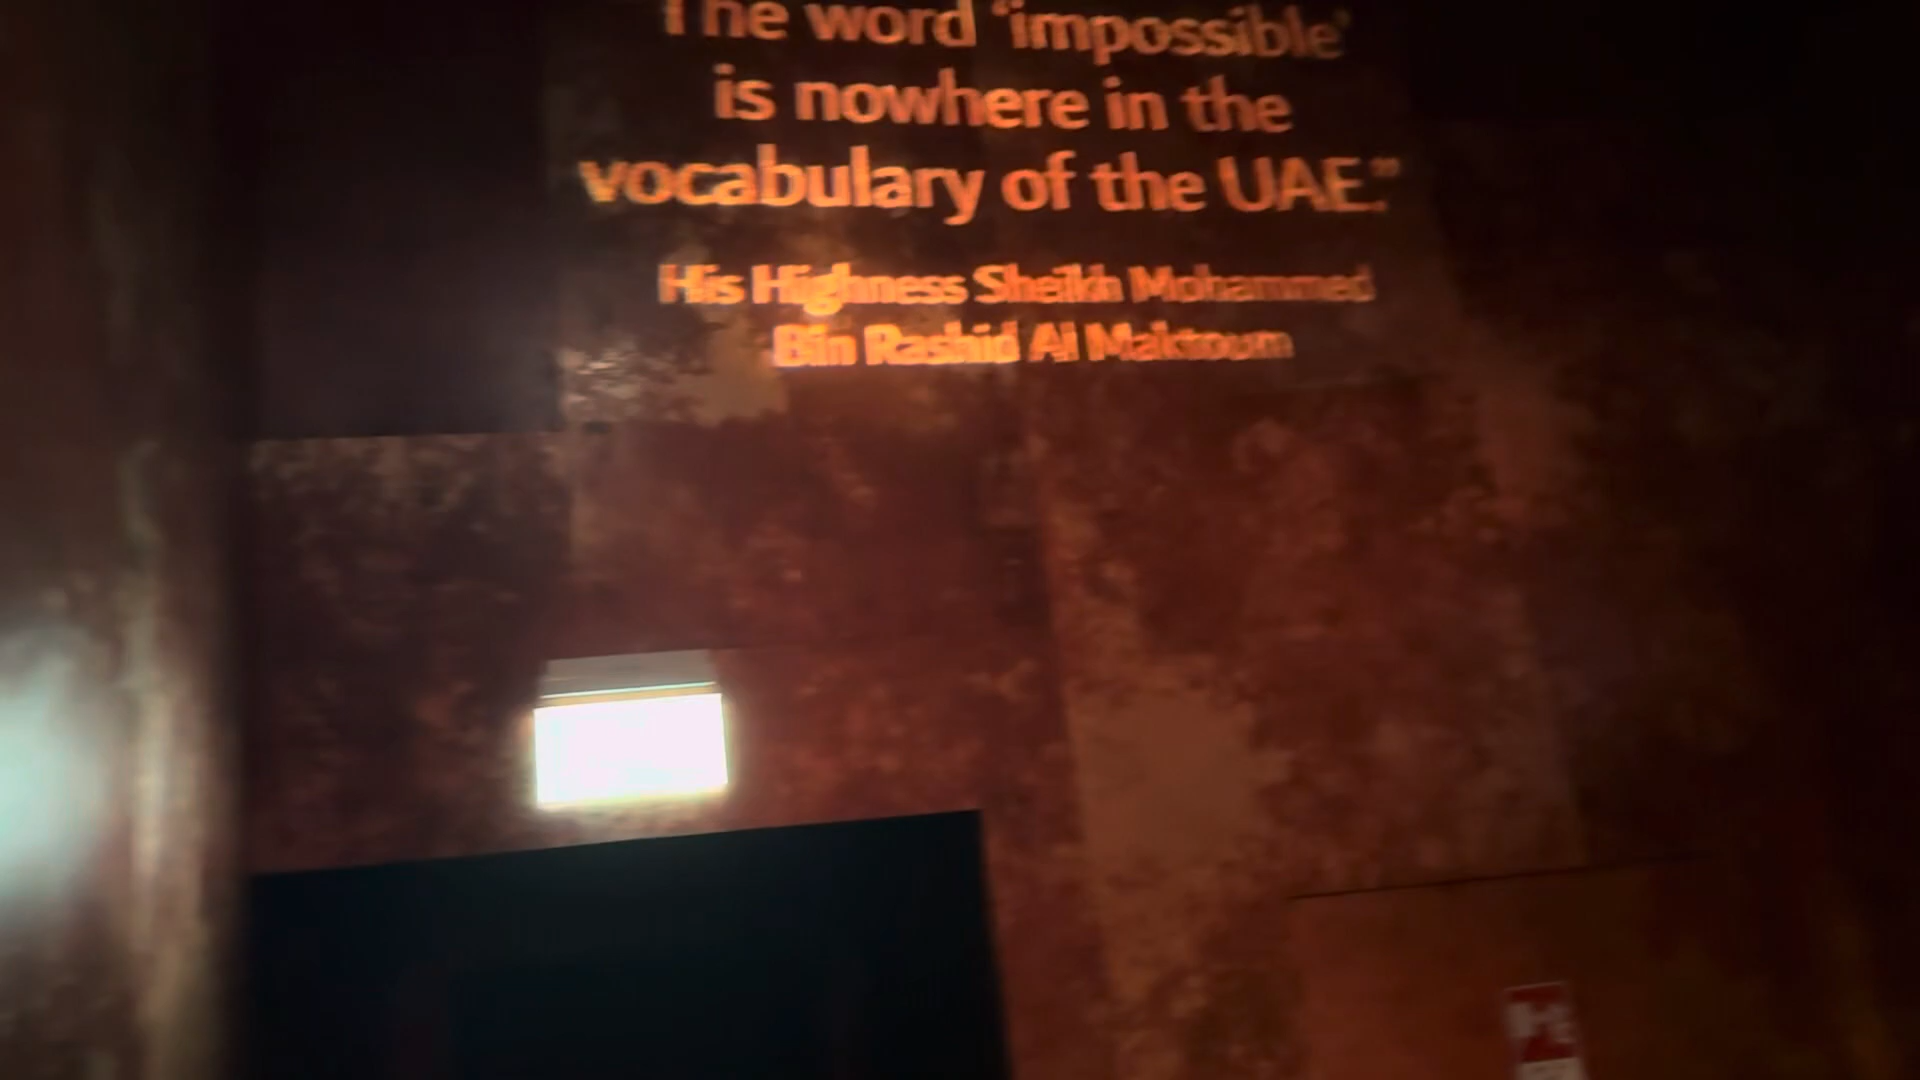 The word 'impossible'
is nowhere in the
vocabulary of the UAE."
His Highness Sheikh Mohammed
Bin Rashid Al Maktoum